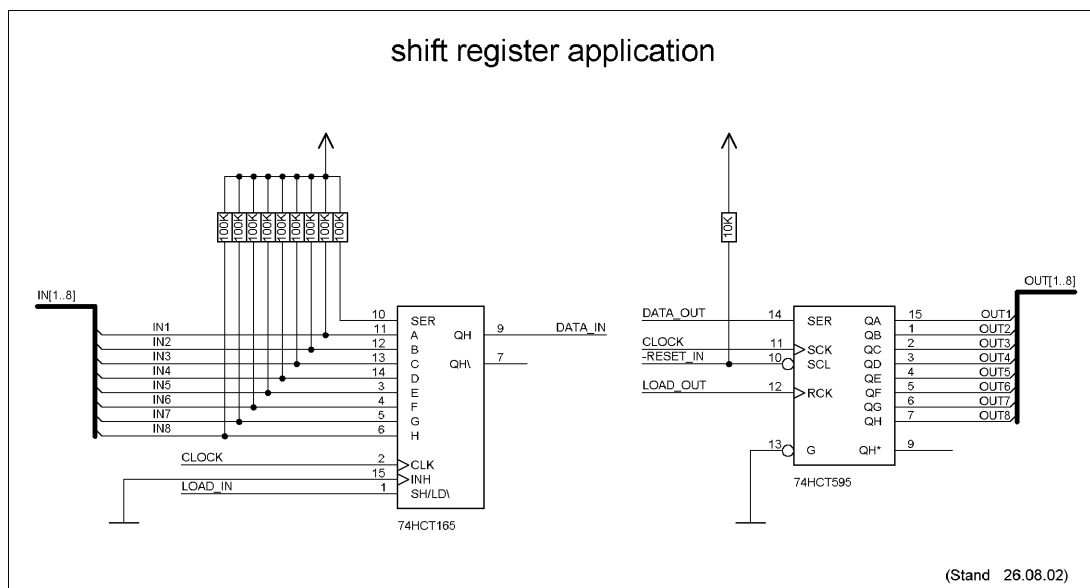 shift register application
100K 100K 100K 100K 100K 100K 100K 100K 100K
10K
IN[1..8]
OUT[1..8]
10 SER
IN1 11 A
IN2 12 B
IN3 13 C
IN4 14 D
IN5 3 E
IN6 4 F
IN7 5 G
IN8 6 H
CLOCK 2 CLK
15 INH
LOAD_IN 1 SH/LD\
QH 9 DATA_IN
QH\ 7
74HCT165
DATA_OUT 14 SER
CLOCK 11 SCK
-RESET_IN 10 SCL
LOAD_OUT 12 RCK
13 G
QA 15 OUT1
QB 1 OUT2
QC 2 OUT3
QD 3 OUT4
QE 4 OUT5
QF 5 OUT6
QG 6 OUT7
QH 7 OUT8
QH* 9
74HCT595
(Stand 26.08.02)